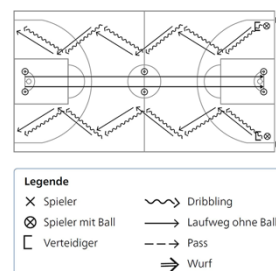 Legende
Spieler
Dribbling
Spieler mit Ball
Laufweg ohne Ball
Verteidiger
Pass
Wurf